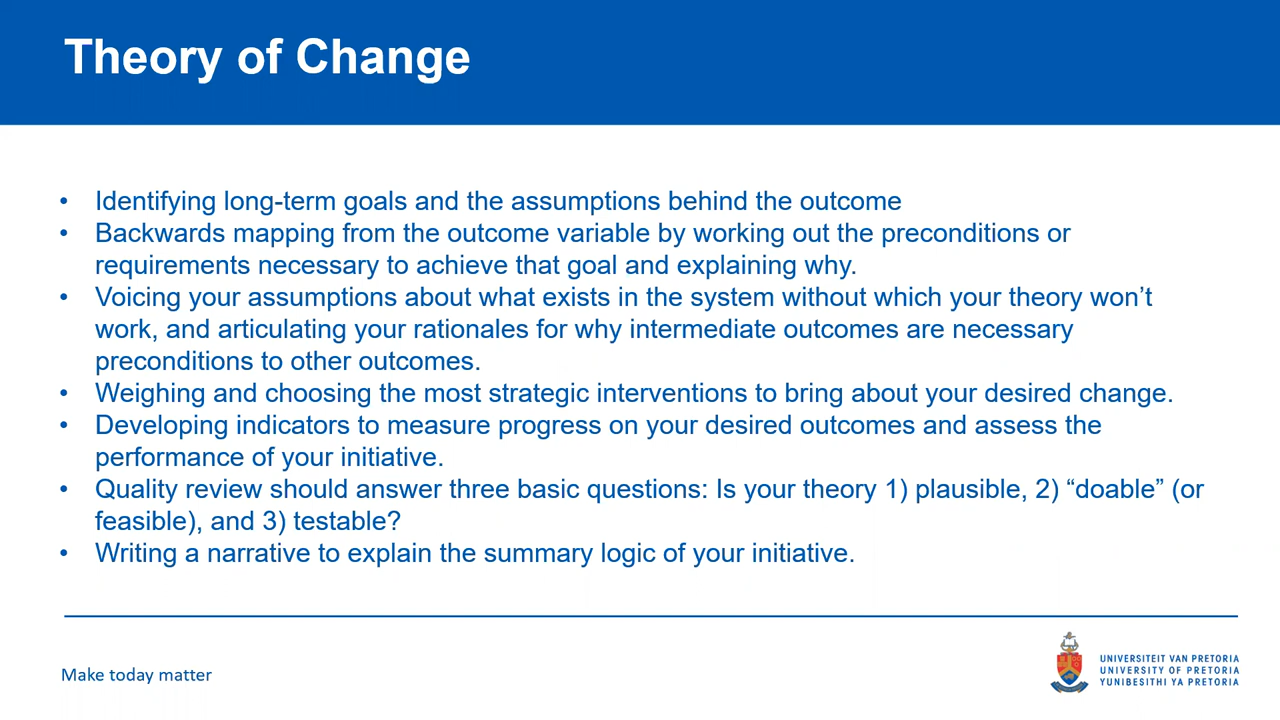 Theory of Change
• Identifying long-term goals and the assumptions behind the outcome
• Backwards mapping from the outcome variable by working out the preconditions or
requirements necessary to achieve that goal and explaining why.
• Voicing your assumptions about what exists in the system without which your theory won’t
work, and articulating your rationales for why intermediate outcomes are necessary
preconditions to other outcomes.
• Weighing and choosing the most strategic interventions to bring about your desired change.
• Developing indicators to measure progress on your desired outcomes and assess the
performance of your initiative.
• Quality review should answer three basic questions: Is your theory 1) plausible, 2) “doable” (or
feasible), and 3) testable?
• Writing a narrative to explain the summary logic of your initiative.
Make today matter
UNIVERSITEIT VAN PRETORIA
UNIVERSITY OF PRETORIA
YUNIBESITHI YA PRETORIA